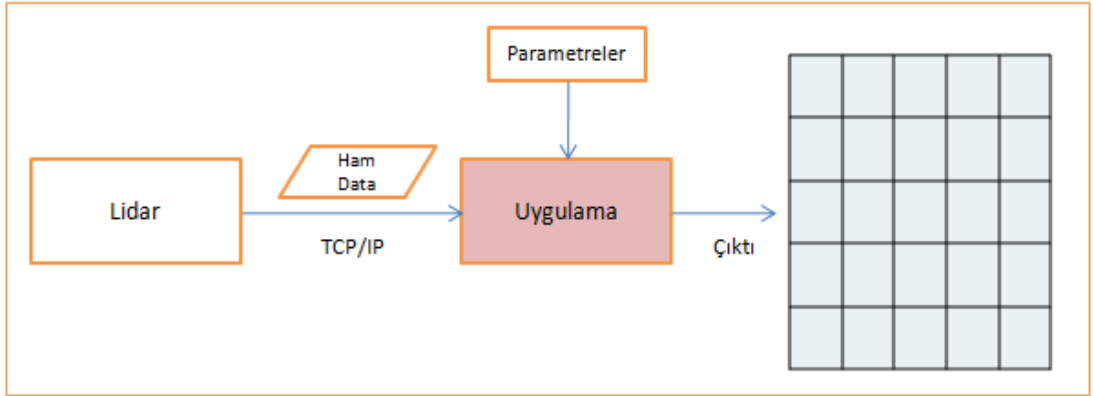 Parametreler
Ham
Data
Lidar
Uygulama
TCP/IP
Çıktı